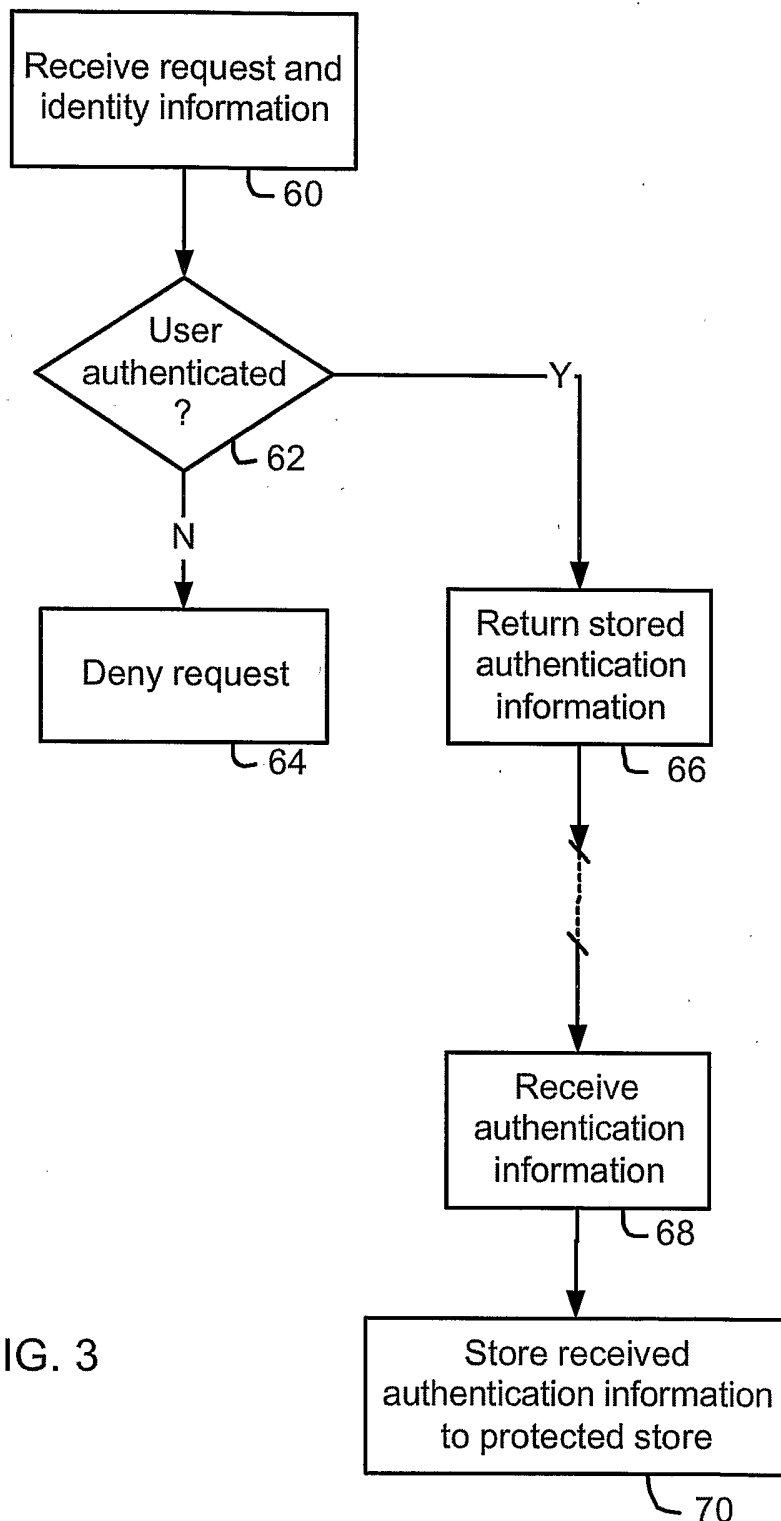 Receive request and
identity information
60
User
authenticated
?
62
Y
N
Deny request
64
Return stored
authentication
information
66
Receive
authentication
information
68
IG. 3
Store received
authentication information
to protected store
70